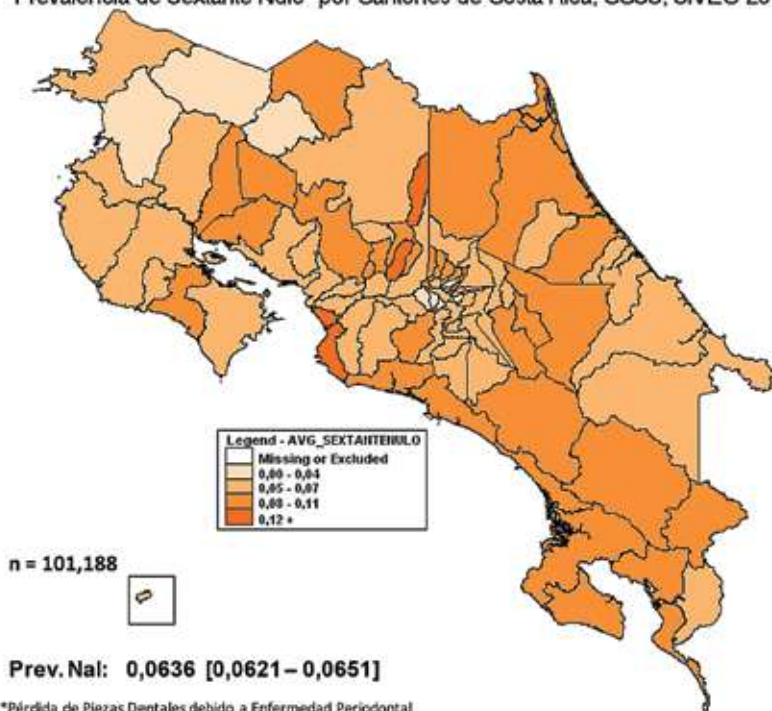 Prevalencia de Sextante Nulo* por Cantones de Costa Rica, CCSS, SIVEO 20
Legend - AVG_SEXTANTENULO
Missing or Excluded
0,00 - 0,04
0,05 - 0,07
0,08 - 0,11
0,12 +
n = 101,188
Prev. Nal: 0,0636 [0,0621 – 0,0651]
*Pérdida de Piezas Dentales debido a Enfermedad Periodontal